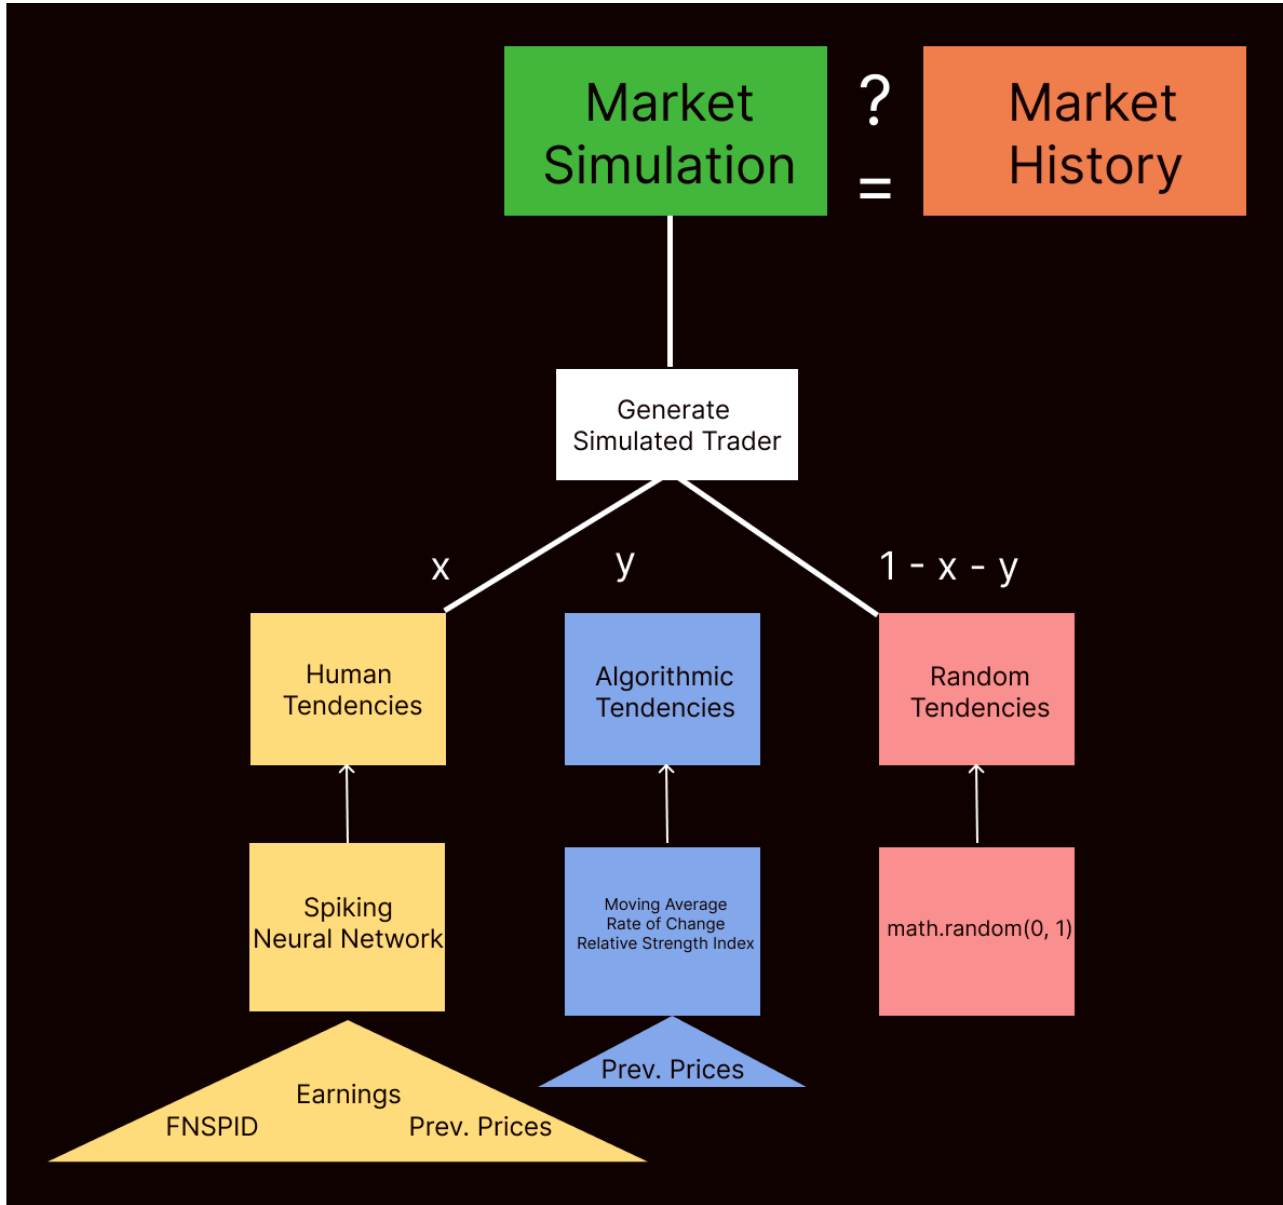 Market
Simulation
?
=
Market
History
Generate
Simulated Trader
x
y
1 - x - y
Human
Tendencies
Algorithmic
Tendencies
Random
Tendencies
Spiking
Neural Network
Moving Average
Rate of Change
Relative Strength Index
math.random(0, 1)
Prev. Prices
Earnings
FNSPID
Prev. Prices